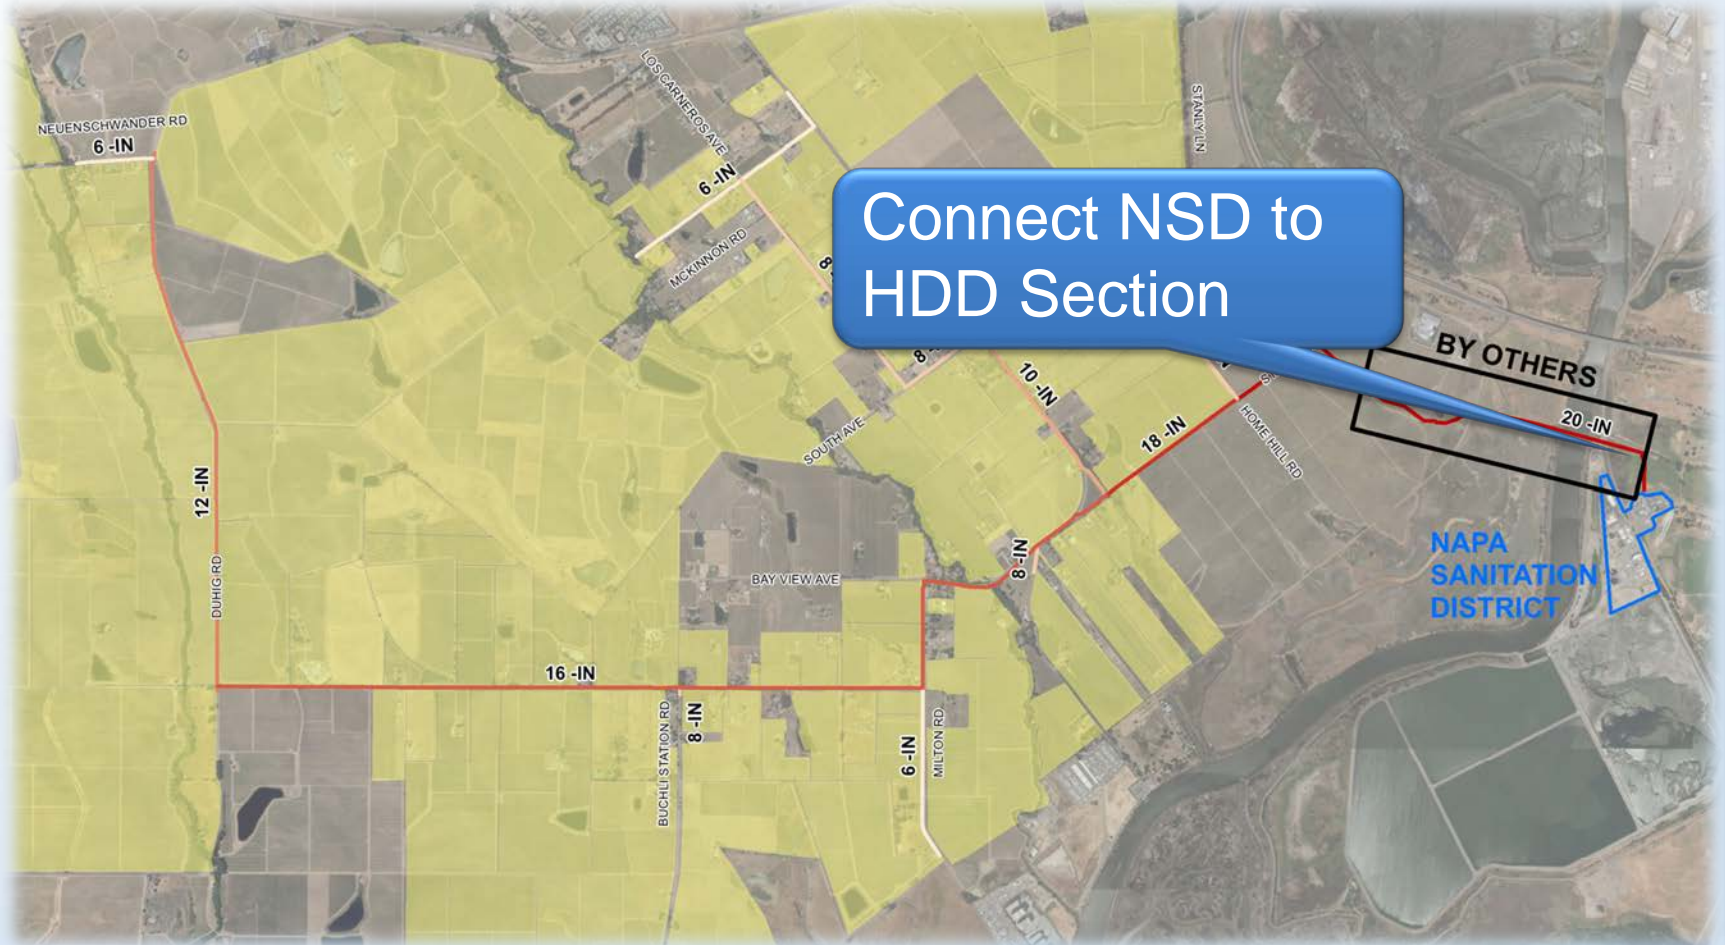 NEUENSCHWANDER RD
6 -IN
LOS CARNEROS AVE
6 -IN
MCKINNON RD
STANLY LN
Connect NSD to
HDD Section
BY OTHERS
20 -IN
10 -IN
18 -IN
HOME HILL RD
SOUTH AVE
12 -IN
DUHIG RD
8 -IN
BAY VIEW AVE
NAPA
SANITATION
DISTRICT
16 -IN
BUCHLI STATION RD
8 -IN
6 -IN
MILTON RD